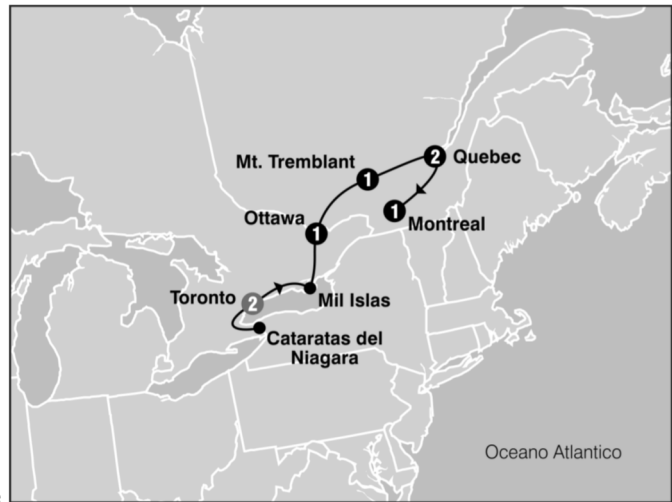 2
Quebec
Mt. Tremblant
1
1
Montreal
Ottawa
1
Toronto
2
Mil Islas
Cataratas del
Niagara
Oceano Atlantico